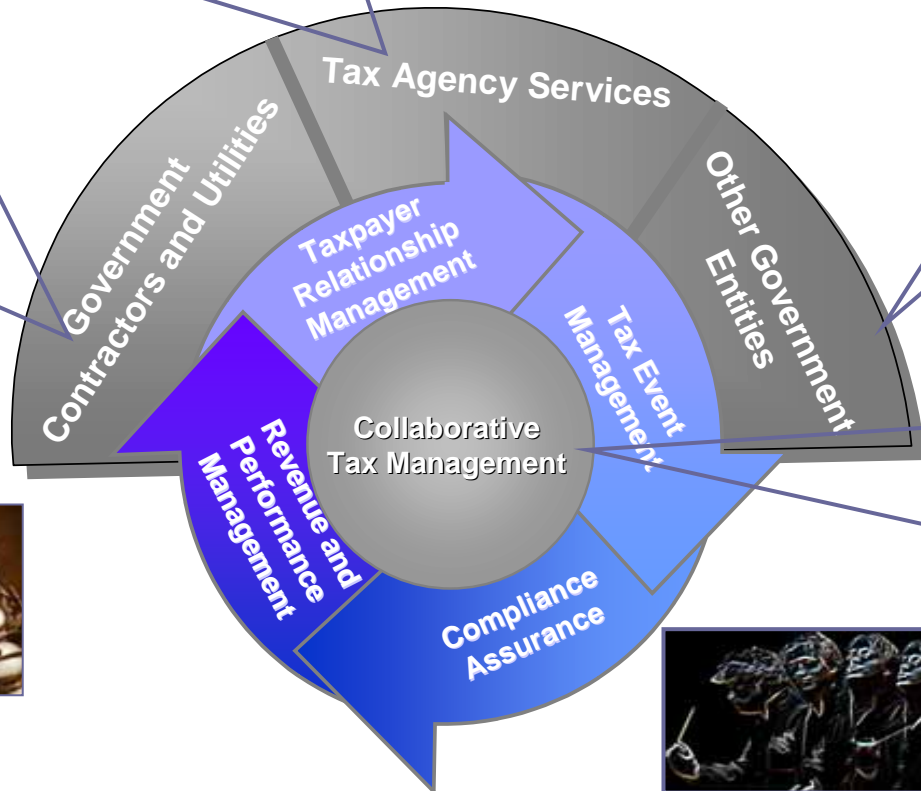 Tax Agency Services
Government
Contractors and Utilities
Other Government
Entities
Taxpayer
Relationship
Management
Tax Event
Management
Collaborative
Tax Management
Revenue and
Performance
Management
Compliance
Assurance